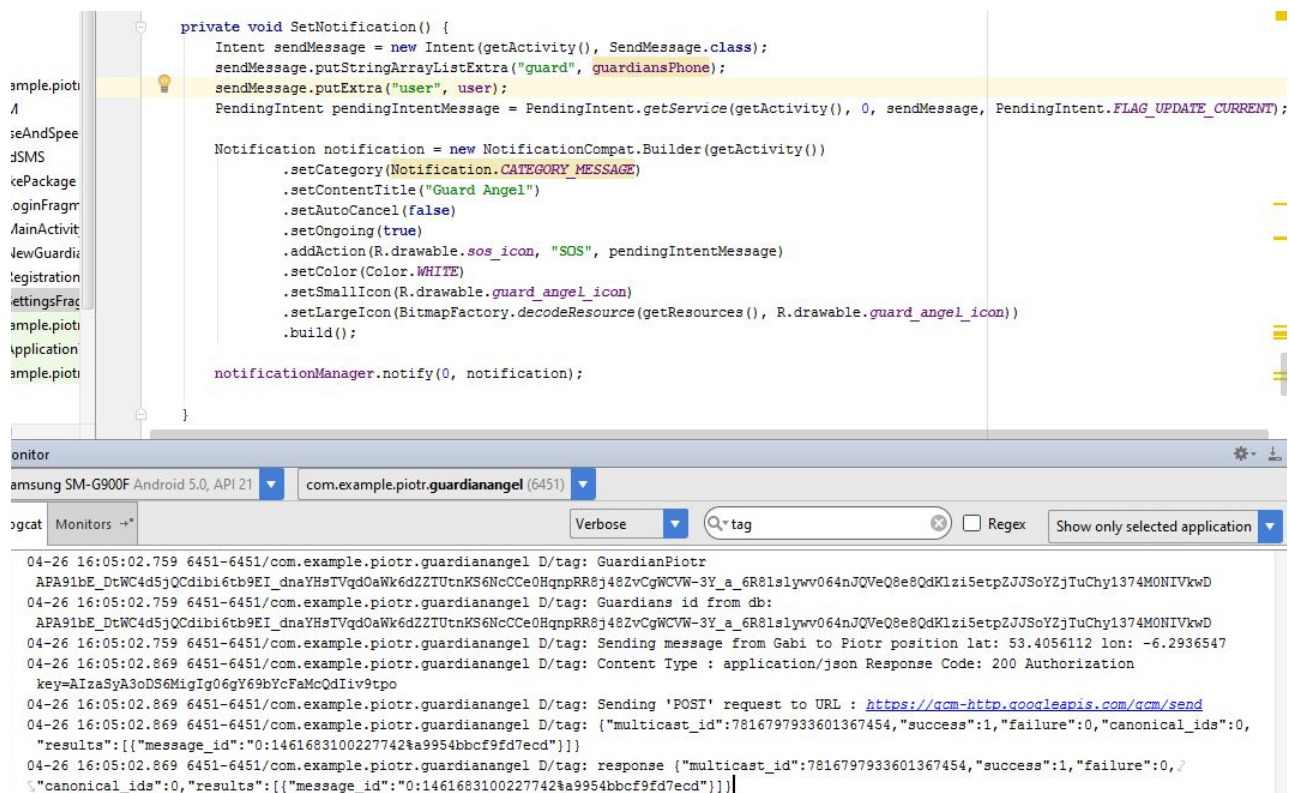 private void SetNotification() {
Intent sendMessage = new Intent(getActivity(), SendMessage.class);
sendMessage.putStringArrayListExtra("guard", guardiansPhone);
sendMessage.putExtra("user", user);
PendingIntent pendingIntentMessage = PendingIntent.getService(getActivity(), 0, sendMessage, PendingIntent.FLAG_UPDATE_CURRENT);
Notification notification = new NotificationCompat.Builder(getActivity())
.setCategory(Notification.CATEGORY_MESSAGE)
.setContentTitle("Guard Angel")
.setAutoCancel(false)
.setOngoing(true)
.addAction(R.drawable.sos_icon, "SOS", pendingIntentMessage)
.setColor(Color.WHITE)
.setSmallIcon(R.drawable.guard_angel_icon)
.setLargeIcon(BitmapFactory.decodeResource(getResources(), R.drawable.guard_angel_icon))
.build();
notificationManager.notify(0, notification);
}
ample.piot
M
seAndSpee
dSMS
kePackage
oginFragm
MainActivit
NewGuardia
Registration
ettingsFrag
ample.piot
Application
ample.piot
onitor
amsung SM-G900F Android 5.0, API 21
com.example.piotr.guardianangel (6451)
ogcat Monitors
Verbose
tag
Regex
Show only selected application
04-26 16:05:02.759 6451-6451/com.example.piotr.guardianangel D/tag: GuardianPiotr
04-26 16:05:02.759 6451-6451/com.example.piotr.guardianangel D/tag: Guardians id from db:
04-26 16:05:02.759 6451-6451/com.example.piotr.guardianangel D/tag: Sending message from Gabi to Piotr position lat: 53.4056112 lon: -6.2936547
04-26 16:05:02.869 6451-6451/com.example.piotr.guardianangel D/tag: Content Type : application/json Response Code: 200 Authorization
key=AIzaSyA3oDS6MigIg06gY69bYcFaMcQdIiv9tpo
04-26 16:05:02.869 6451-6451/com.example.piotr.guardianangel D/tag: Sending 'POST' request to URL : https://gcm-http.googleapis.com/gcm/send
04-26 16:05:02.869 6451-6451/com.example.piotr.guardianangel D/tag: {"multicast_id":7816797933601367454,"success":1,"failure":0,"canonical_ids":0,
"results":[{"message_id":"0:1461683100227742%a9954bbcf9fd7ecd"}]}
04-26 16:05:02.869 6451-6451/com.example.piotr.guardianangel D/tag: response {"multicast_id":7816797933601367454,"success":1,"failure":0,
"canonical_ids":0,"results":[{"message_id":"0:1461683100227742%a9954bbcf9fd7ecd"}]}